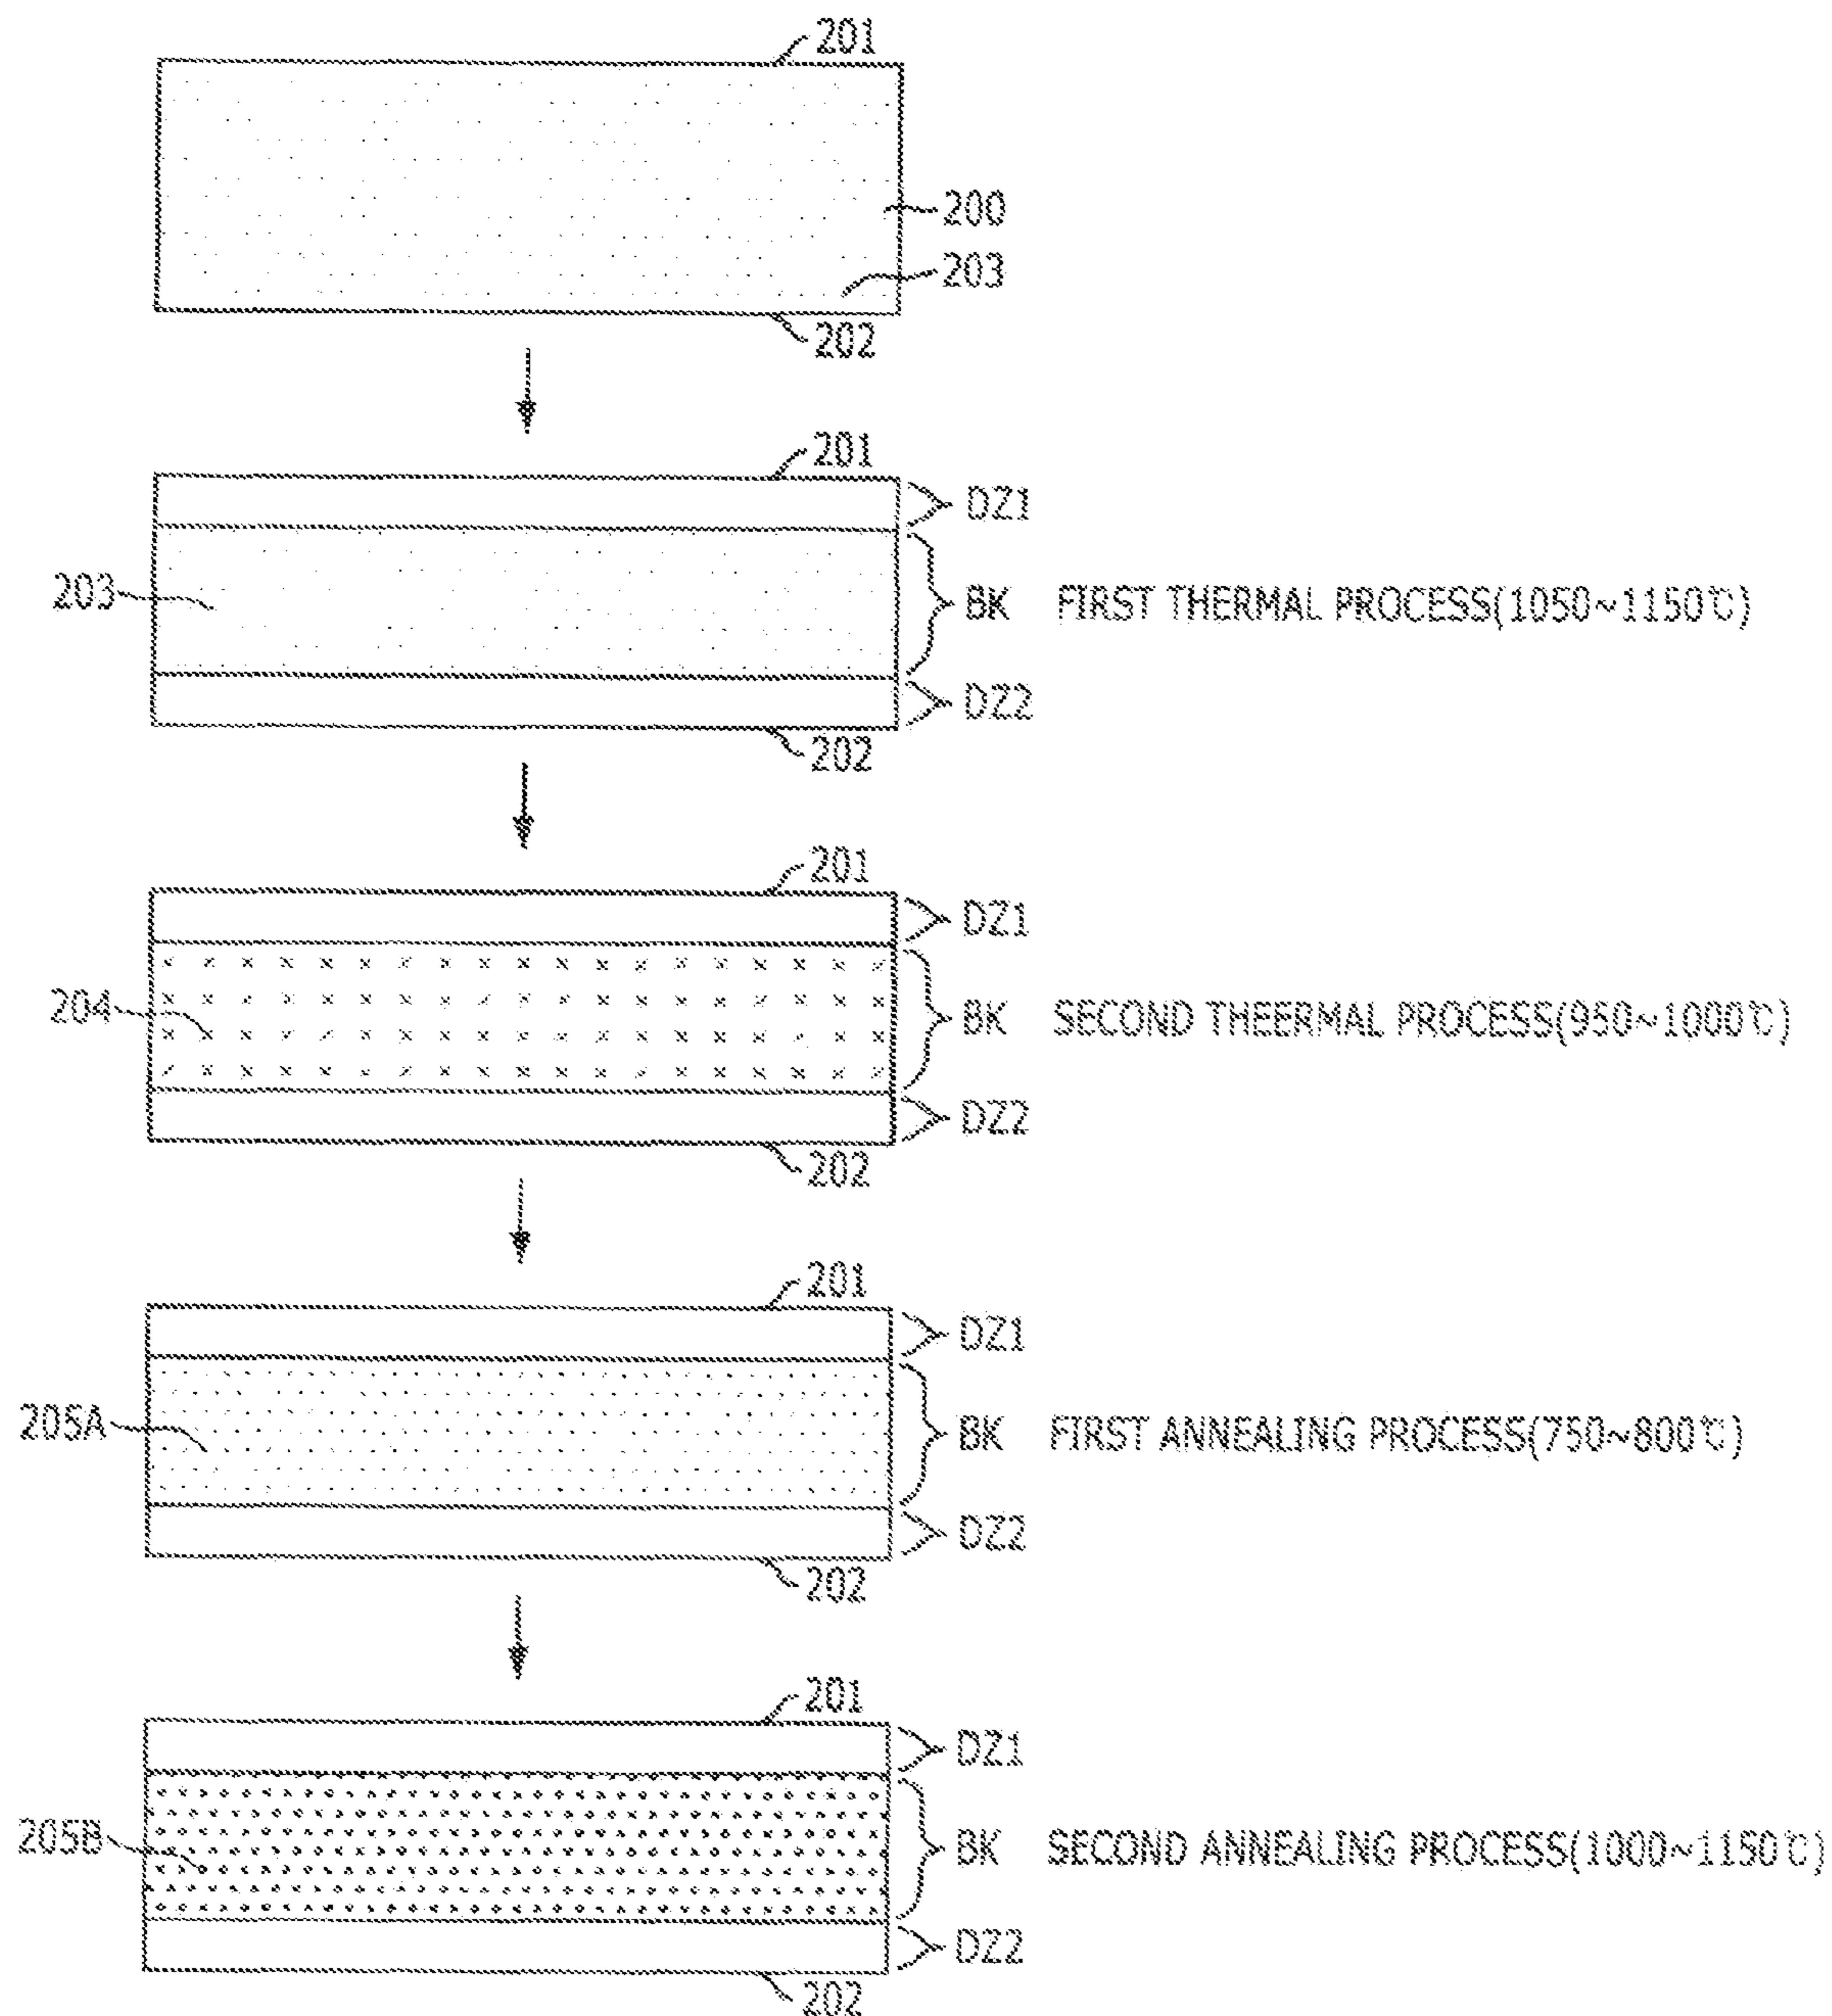 201
200
203
202
201
DZ1
203
BK FIRST THERMAL PROCESS(1050~1150℃)
DZ2
202
201
DZ1
204
BK SECOND THEERMAL PROCESS(950~1000℃)
DZ2
202
201
DZ1
205A
BK FIRST ANNEALING PROCESS(750~800℃)
DZ2
202
201
DZ1
205B
BK SECOND ANNEALING PROCESS(1000~1150℃)
DZ2
202